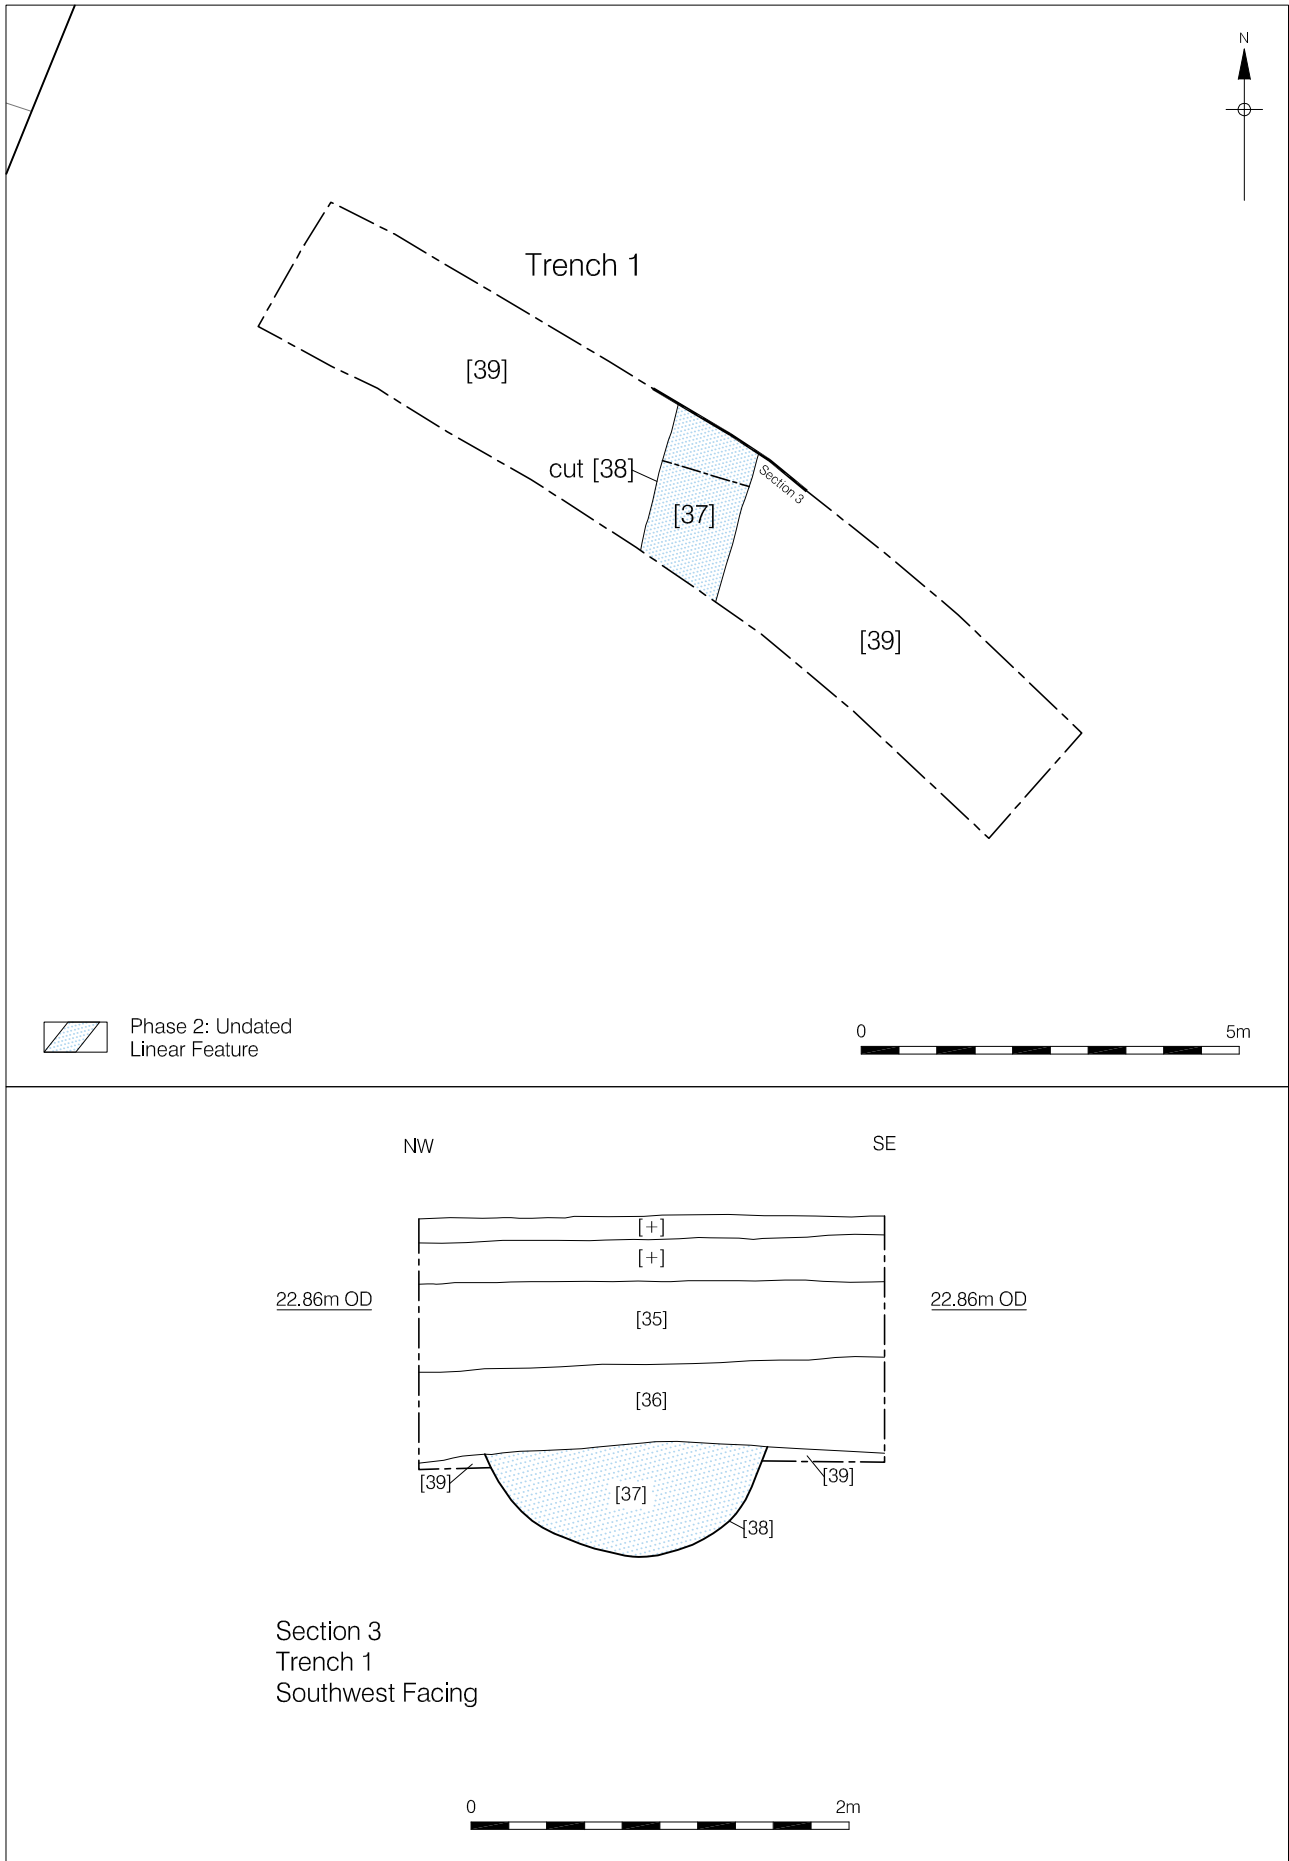 N
Trench 1
[39]
cut [38]
Section 3
[37]
[39]
Phase 2: Undated
Linear Feature
0 5m
NW SE
[+]
[+]
22.86m OD 22.86m OD
[35]
[36]
[39] [39]
[37]
[38]
Section 3
Trench 1
Southwest Facing
0 2m